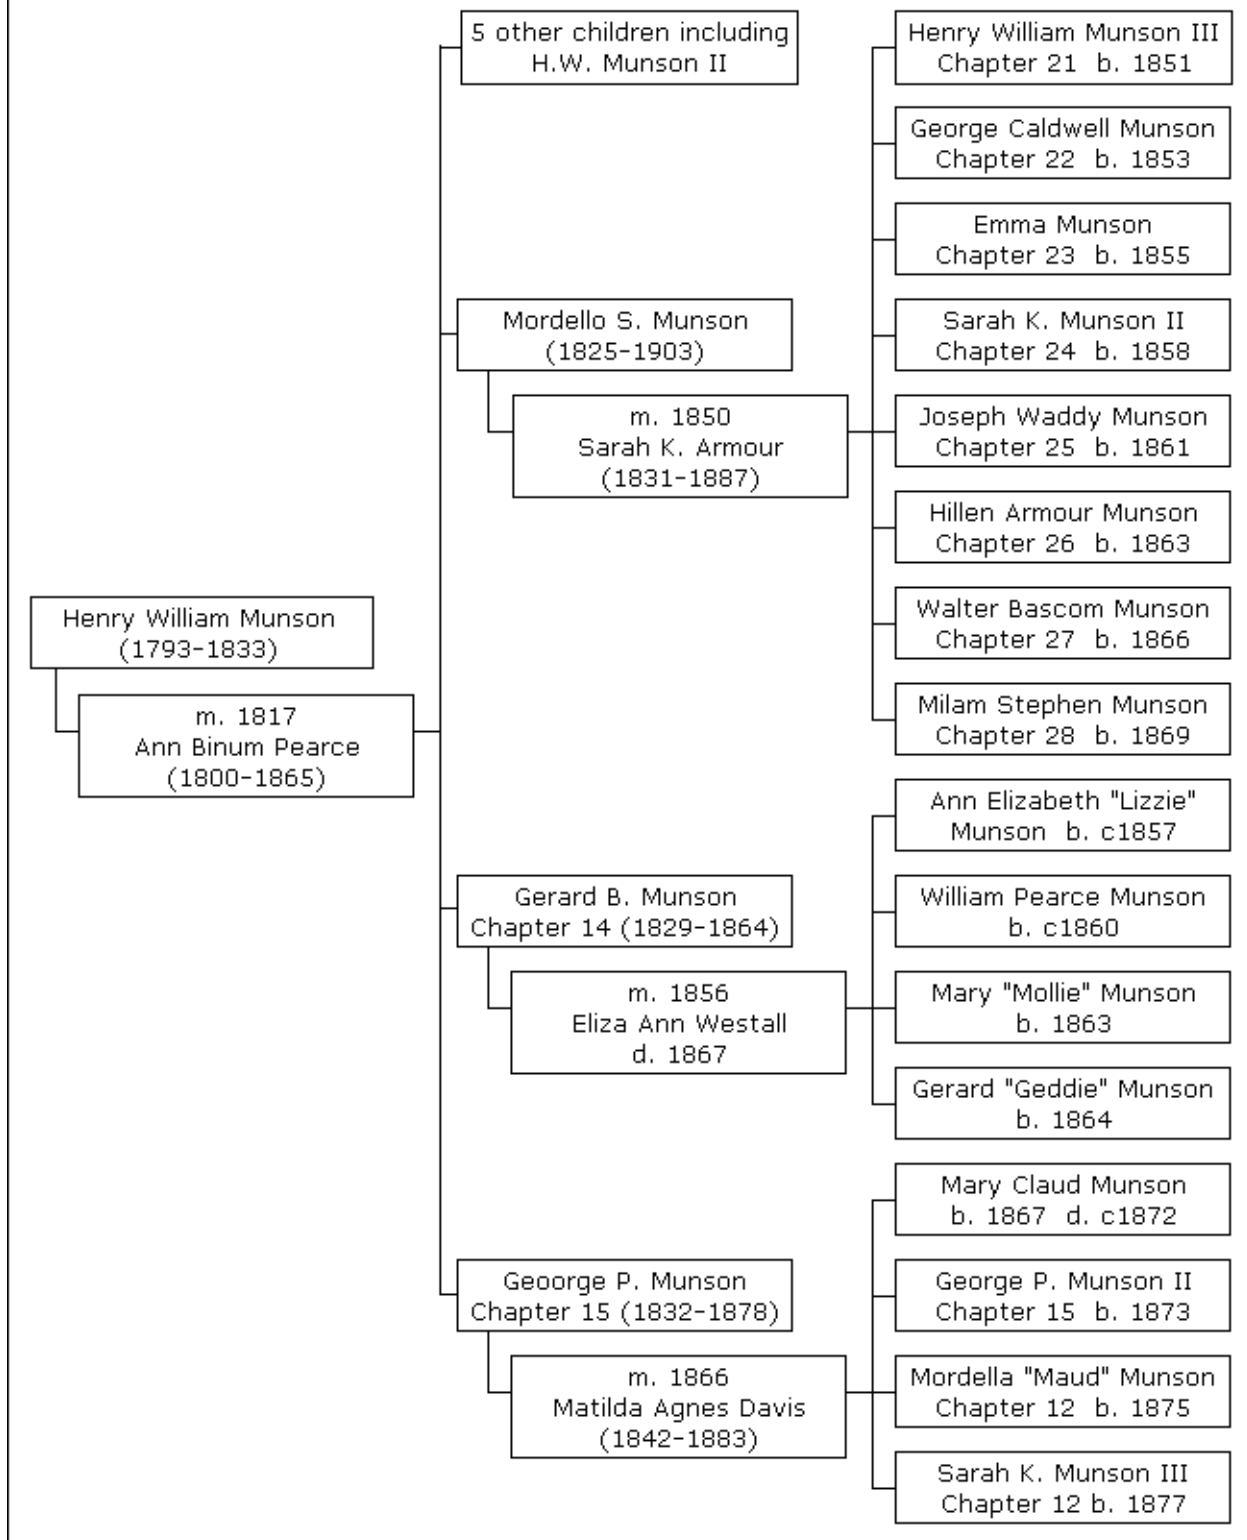 5 other children including
H.W. Munson II
Henry William Munson III
Chapter 21 b. 1851
George Caldwell Munson
Chapter 22 b. 1853
Emma Munson
Chapter 23 b. 1855
Mordello S. Munson
(1825-1903)
Sarah K. Munson II
Chapter 24 b. 1858
m. 1850
Sarah K. Armour
(1831-1887)
Joseph Waddy Munson
Chapter 25 b. 1861
Hillen Armour Munson
Chapter 26 b. 1863
Henry William Munson
(1793-1833)
Walter Bascom Munson
Chapter 27 b. 1866
m. 1817
Ann Binum Pearce
(1800-1865)
Milam Stephen Munson
Chapter 28 b. 1869
Ann Elizabeth "Lizzie"
Munson b. c1857
Gerard B. Munson
Chapter 14 (1829-1864)
William Pearce Munson
b. c1860
m. 1856
Eliza Ann Westall
d. 1867
Mary "Mollie" Munson
b. 1863
Gerard "Geddie" Munson
b. 1864
Mary Claud Munson
b. 1867 d. c1872
Geoorge P. Munson
Chapter 15 (1832-1878)
George P. Munson II
Chapter 15 b. 1873
m. 1866
Matilda Agnes Davis
(1842-1883)
Mordella "Maud" Munson
Chapter 12 b. 1875
Sarah K. Munson III
Chapter 12 b. 1877